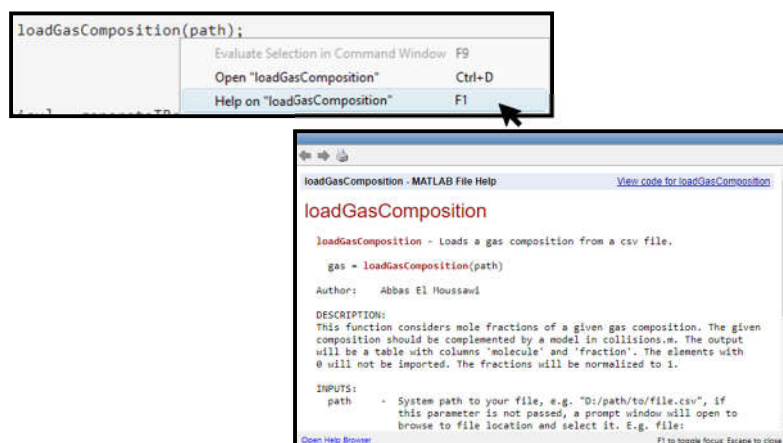 loadGasComposition(path);
Evaluate Selection in Command Window F9
Open "loadGasComposition" Ctrl+D
Help on "loadGasComposition" F1
loadGasComposition - MATLAB File Help View code for loadGasComposition
loadGasComposition
loadGasComposition - Loads a gas composition from a csv file.
gas = loadGasComposition(path)
Author: Abbas El Moussawi
DESCRIPTION:
This function considers mole fractions of a given gas composition. The given
composition should be complemented by a model in collisions.m. The output
will be a table with columns 'molecule' and 'fraction'. The elements with
0 will not be imported. The fractions will be normalized to 1.
INPUTS:
path - System path to your file, e.g. "D:/path/to/file.csv", if
this parameter is not passed, a prompt window will open to
browse to file location and select it. E.g. file:
Open Help Browser F1 to toggle focus; Escape to close